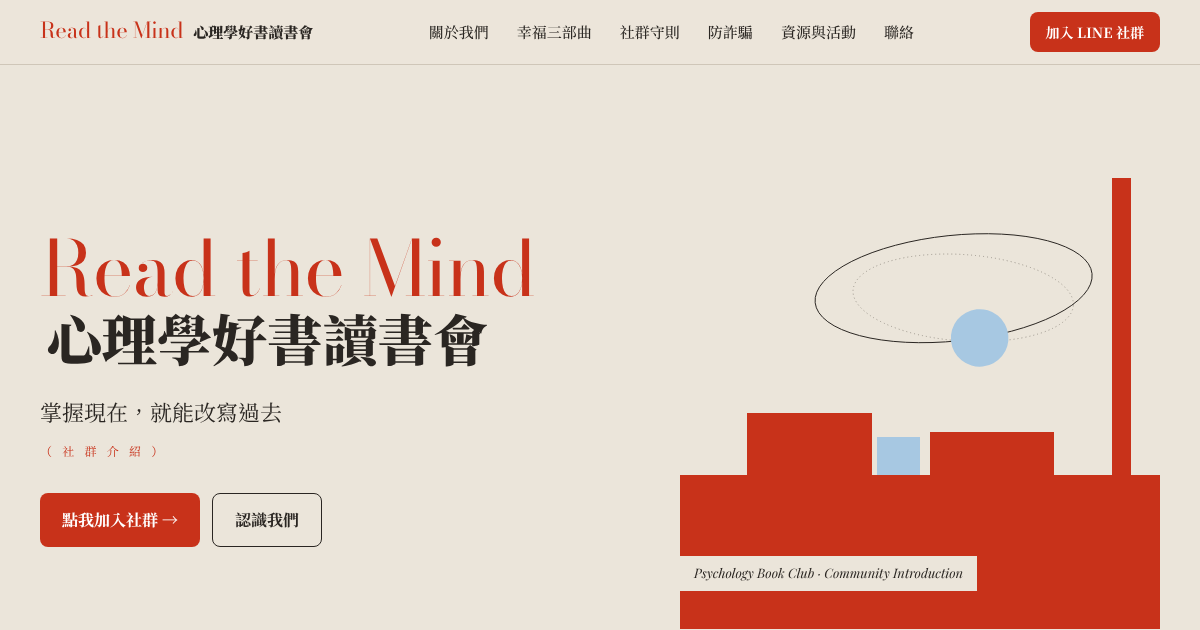 Read the Mind 心理學好書讀書會
關於我們 幸福三部曲 社群守則 防詐騙 資源與活動 聯絡
加入 LINE 社群
Read the Mind
心理學好書讀書會
掌握現在，就能改寫過去
（社群介紹）
點我加入社群 →
認識我們
Psychology Book Club · Community Introduction